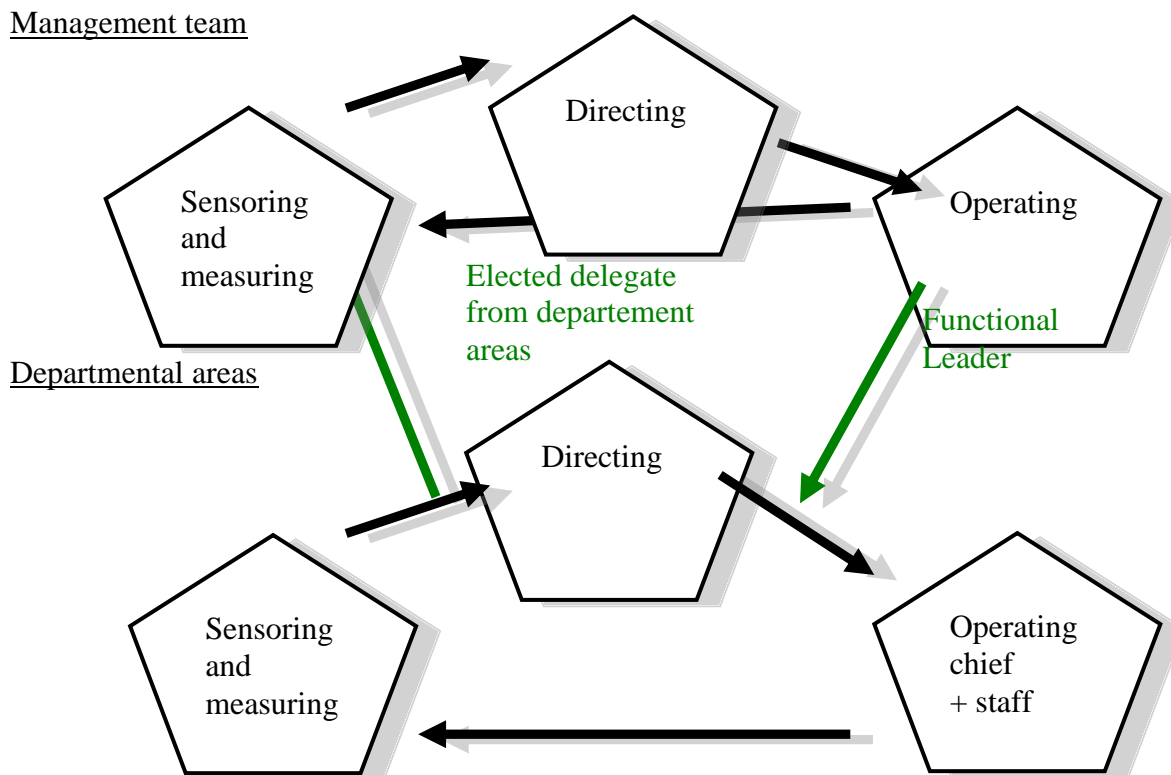 Management team
Directing
Sensoring
and
measuring
Operating
Elected delegate
from departement
areas
Functional
Leader
Departmental areas
Directing
Sensoring
and
measuring
Operating
chief
+ staff